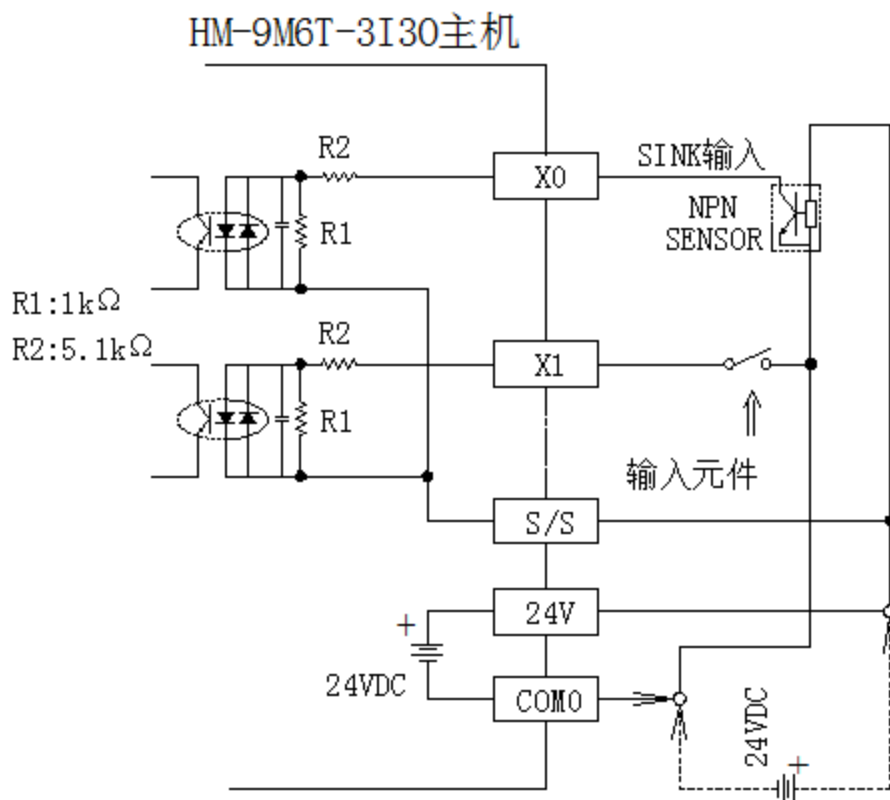 HM-9M6T-3I3O主机
R2
X0
SINK输入
R1
NPN
SENSOR
R1:1kΩ
R2:5.1kΩ
R2
X1
R1
输入元件
S/S
24V
+
24VDC
COM0
24VDC
+